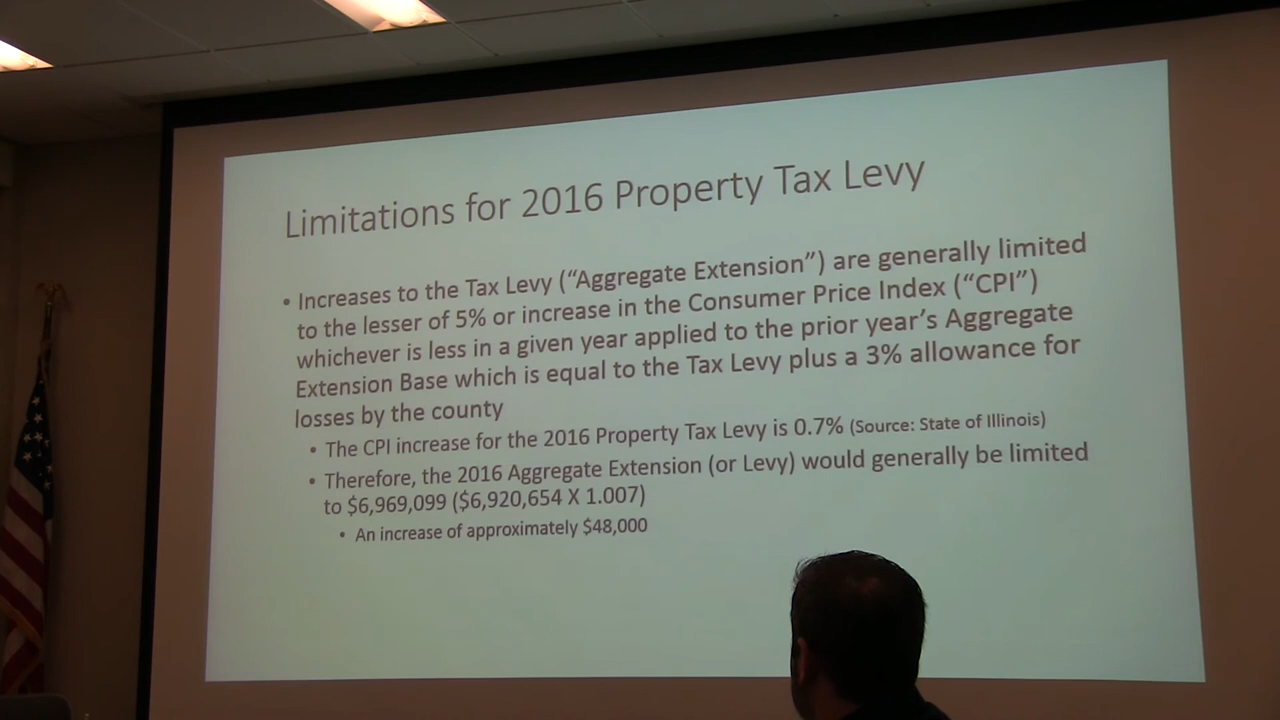 Limitations for 2016 Property Tax Levy
• Increases to the Tax Levy (“Aggregate Extension”) are generally limited
to the lesser of 5% or increase in the Consumer Price Index (“CPI”)
whichever is less in a given year applied to the prior year’s Aggregate
Extension Base which is equal to the Tax Levy plus a 3% allowance for
losses by the county
• The CPI increase for the 2016 Property Tax Levy is 0.7% (Source: State of Illinois)
• Therefore, the 2016 Aggregate Extension (or Levy) would generally be limited
to $6,969,099 ($6,920,654 X 1.007)
• An increase of approximately $48,000